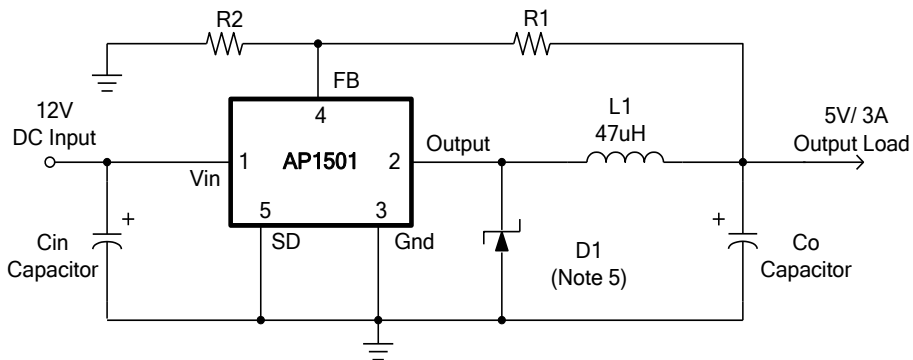 R2
R1
FB
12V
DC Input
4
L1
47uH
5V/ 3A
Output Load
Vin
1
AP1501
2
Output
5
3
SD
Gnd
+
Cin
Capacitor
D1
(Note 5)
+
Co
Capacitor